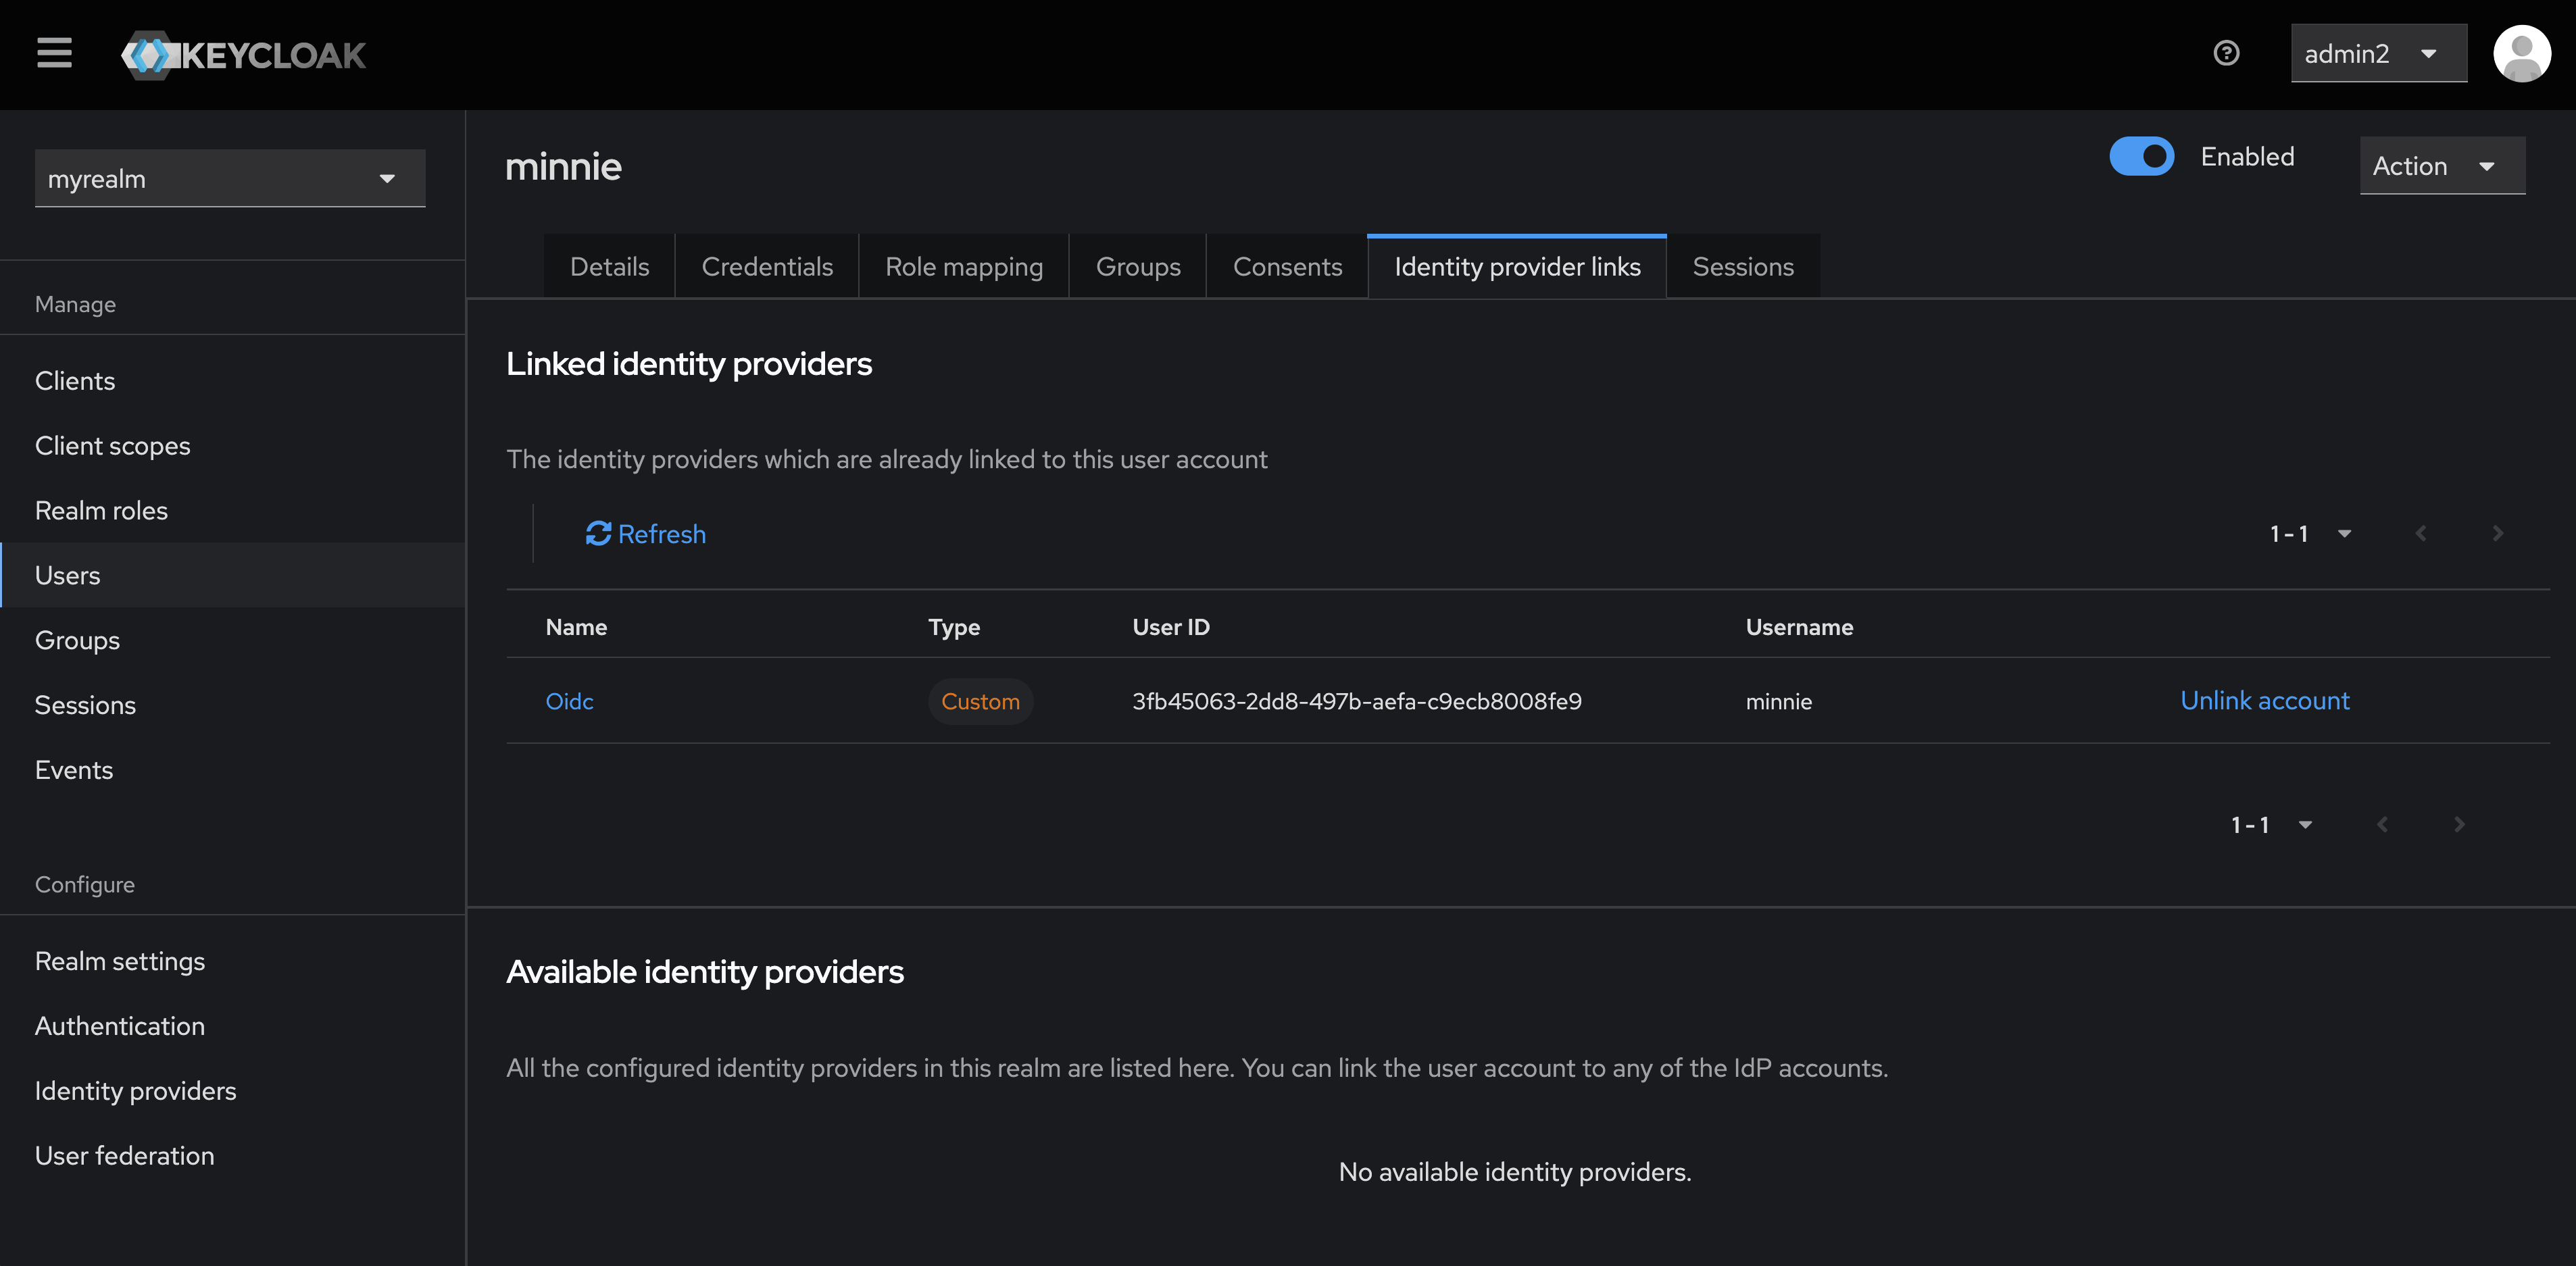 KEYCLOAK
admin2
myrealm
Manage
Clients
Client scopes
Realm roles
Users
Groups
Sessions
Events
Configure
Realm settings
Authentication
Identity providers
User federation
minnie
Enabled
Action
Details Credentials Role mapping Groups Consents Identity provider links Sessions
Linked identity providers
The identity providers which are already linked to this user account
Refresh 1 - 1
Name Type User ID Username
Oidc Custom 3fb45063-2dd8-497b-aefa-c9ecb8008fe9 minnie Unlink account
1 - 1
Available identity providers
All the configured identity providers in this realm are listed here. You can link the user account to any of the IdP accounts.
No available identity providers.